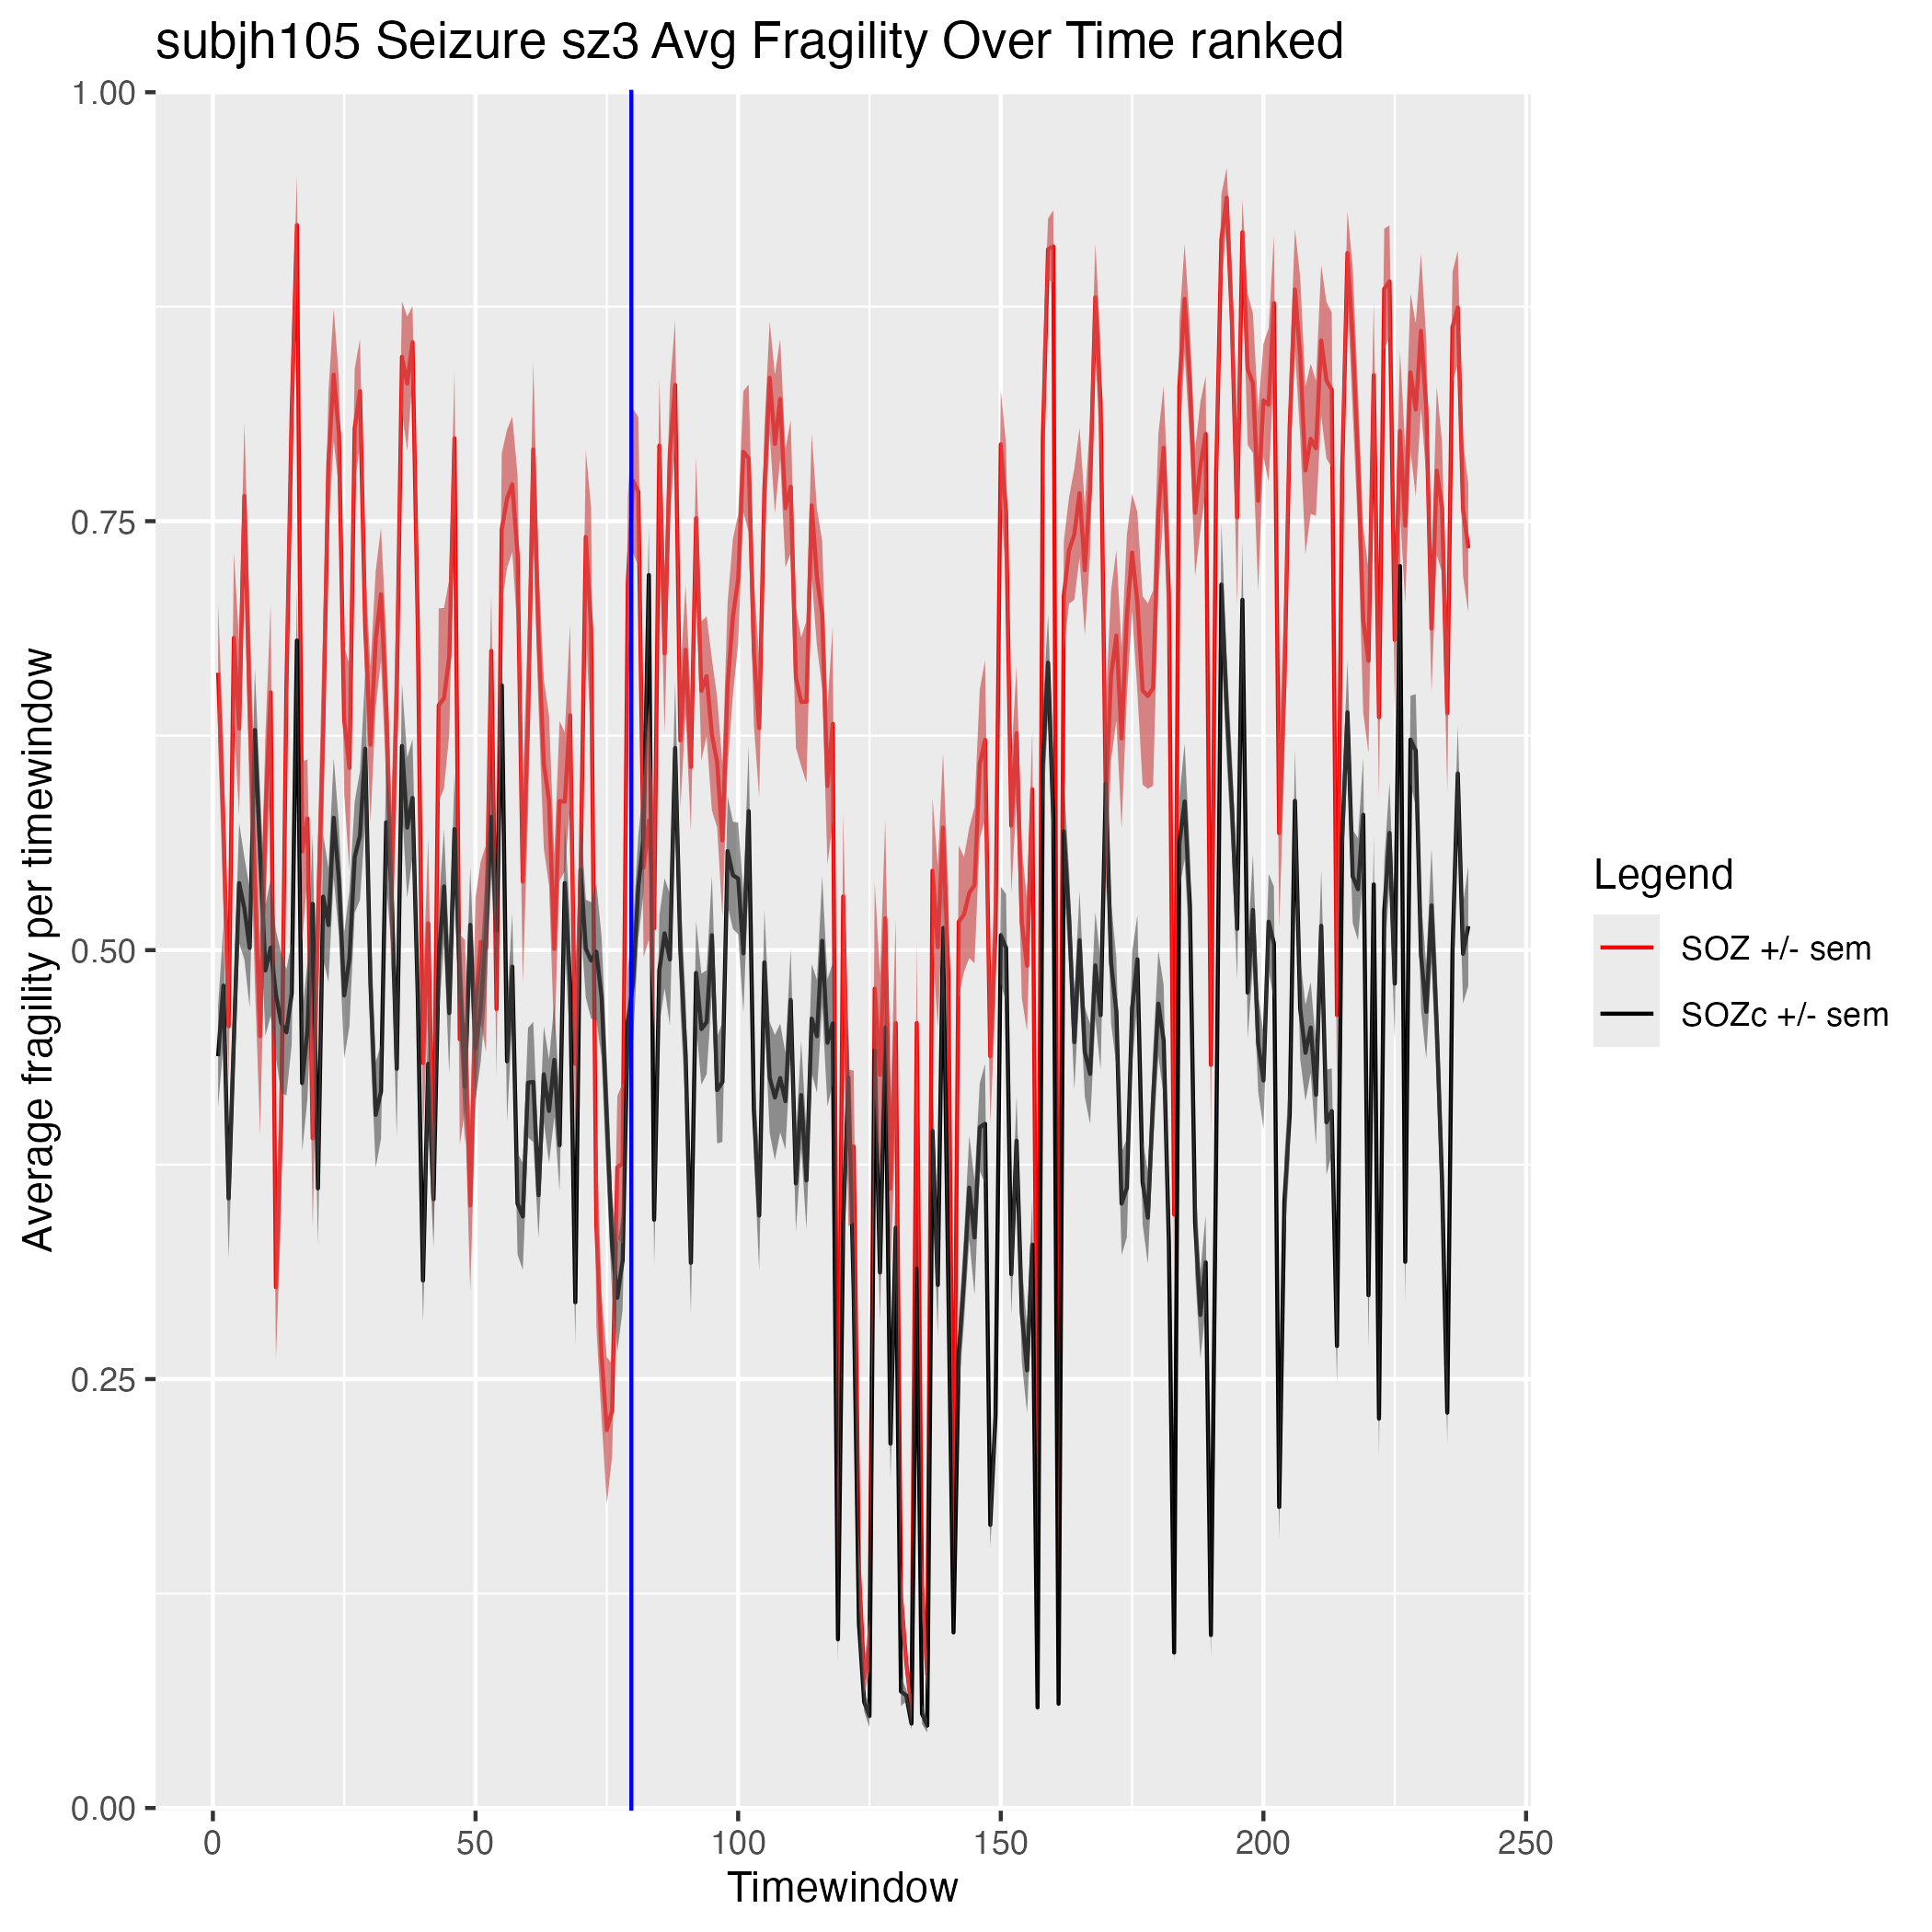 subjh105 Seizure sz3 Avg Fragility Over Time ranked
1.00
0.75
0.50
0.25
0.00
Average fragility per timewindow
0 50 100 150 200 250
Timewindow
Legend
SOZ +/- sem
SOZc +/- sem